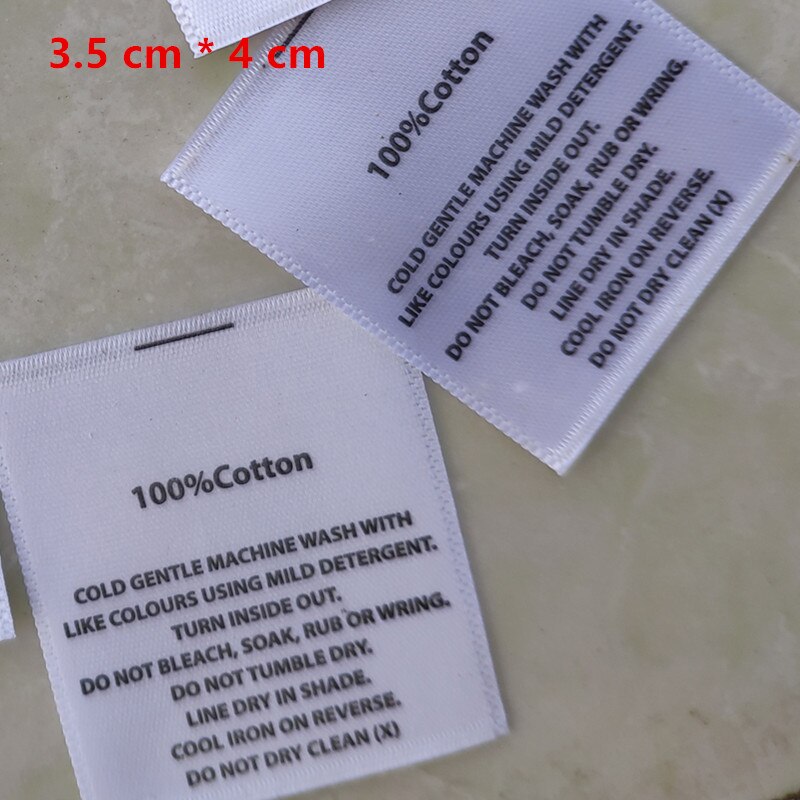 3.5 cm * 4 cm
100%Cotton
COLD GENTLE MACHINE WASH WITH
LIKE COLOURS USING MILD DETERGENT.
TURN INSIDE OUT.
DO NOT BLEACH, SOAK, RUB OR WRING.
DO NOT TUMBLE DRY.
LINE DRY IN SHADE.
COOL IRON ON REVERSE.
DO NOT DRY CLEAN (X)
100%Cotton
COLD GENTLE MACHINE WASH WITH
LIKE COLOURS USING MILD DETERGENT.
TURN INSIDE OUT.
DO NOT BLEACH, SOAK, RUB OR WRING.
DO NOT TUMBLE DRY.
LINE DRY IN SHADE.
COOL IRON ON REVERSE.
DO NOT DRY CLEAN (X)